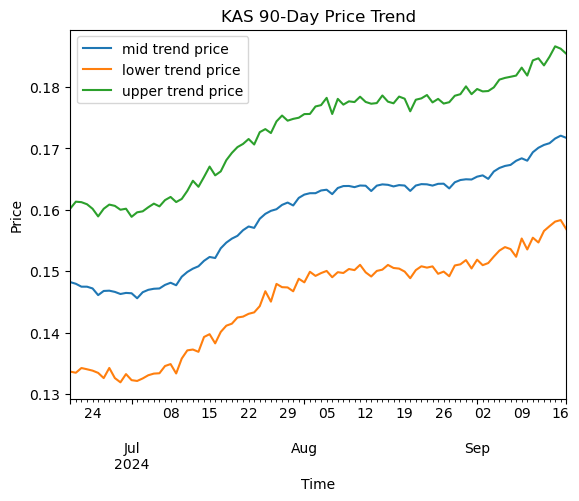 KAS 90-Day Price Trend
mid trend price
lower trend price
upper trend price
0.18
0.17
0.16
0.15
0.14
0.13
Price
24 08 15 22 29 05 12 19 26 02 09 16
Jul Aug Sep
2024
Time